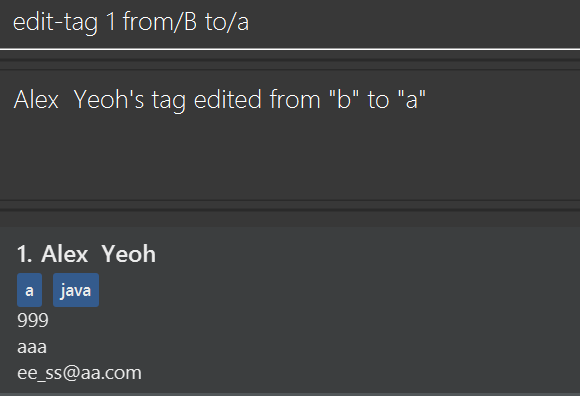 edit-tag 1 from/B to/a
Alex  Yeoh's tag edited from "b" to "a"
1. Alex  Yeoh
a java
999
aaa
ee_ss@aa.com